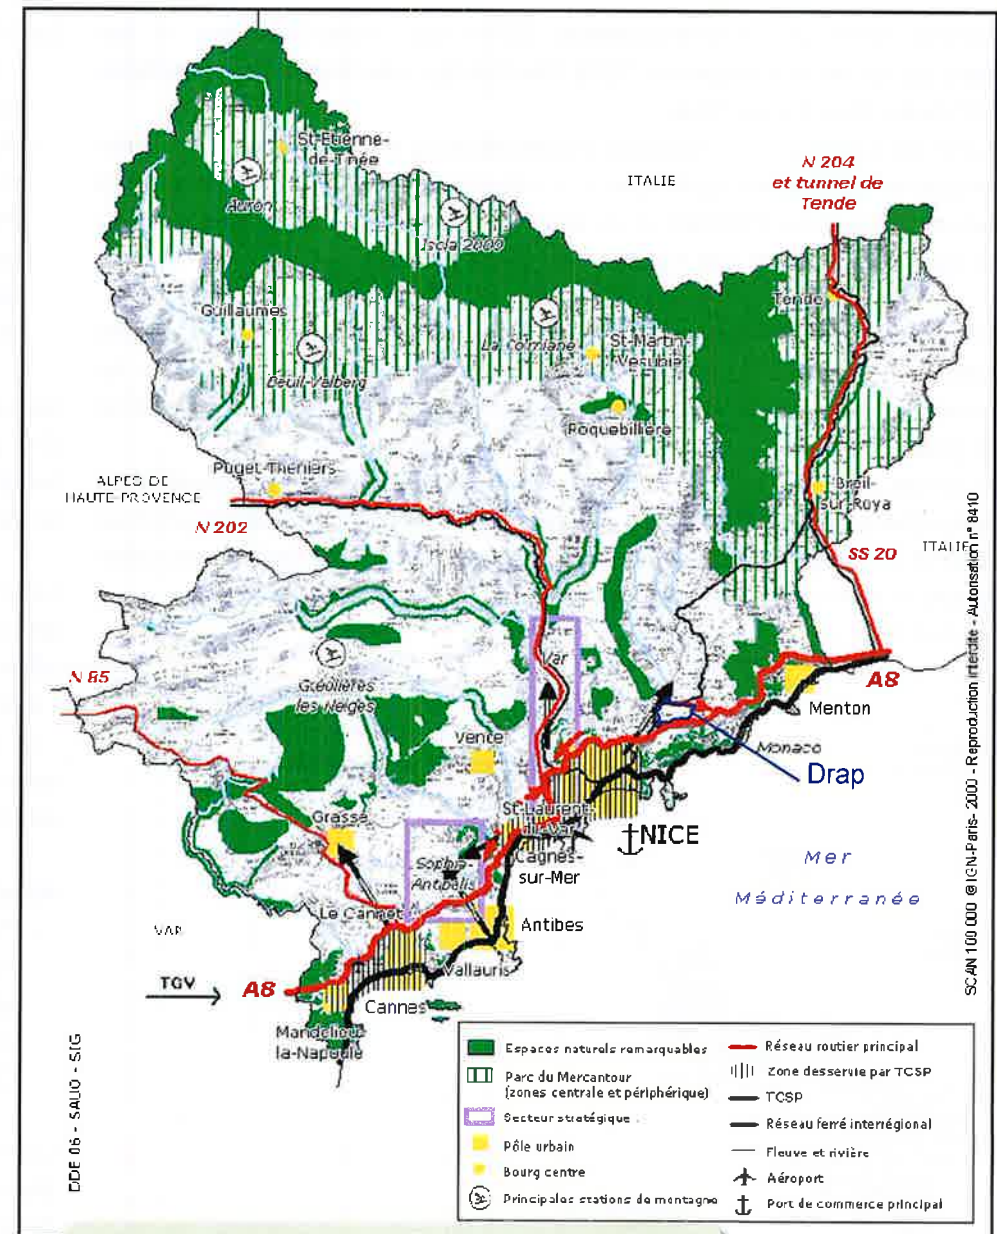 N 204
et tunnel de
Tende
ITALIE
St-Etienne-
de-Tinée
Auron
Isola 2000
Tende
Guillaumes
La Colmiane
St-Martin-
Vesubie
Beuil-Valberg
Roquebillière
Puget-Theniers
Breil-
sur-Roya
ALPES DE
HAUTE-PROVENCE
N 202
SS 20
ITALIE
Var
N 85
Gréolières
les Neiges
A8
Menton
Vence
Monaco
Drap
St-Laurent-
du-Var
Grasse
NICE
Cagnes-
sur-Mer
Sophia-
Antipolis
Mer
Méditerranée
Le Cannet
Antibes
VAR
Vallauris
TGV
A8
Cannes
Mandelieu-
la-Napoule
SCAN 100 000 @IGN-Paris- 2000 - Reproduction interdite - Autorisation n° 8410
DDE 06 - SAUO - SIG
Espaces naturels remarquables
Parc du Mercantour
(zones centrale et périphérique)
Secteur stratégique
Pôle urbain
Bourg centre
Principales stations de montagne
Réseau routier principal
Zone desservie par TCSP
TCSP
Réseau ferré interrégional
Fleuve et rivière
Aéroport
Port de commerce principal